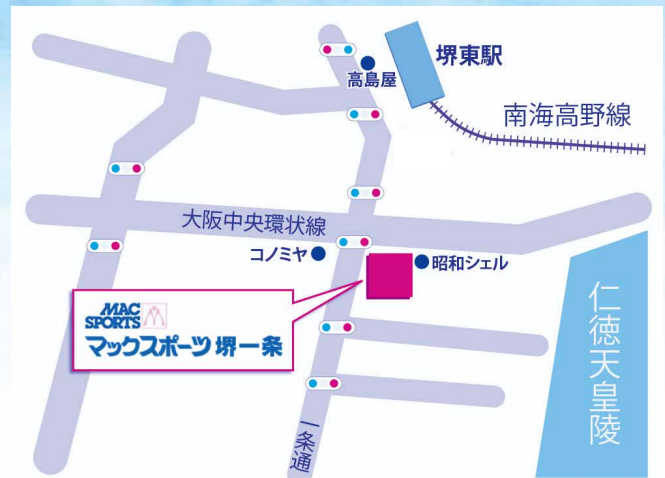 堺東駅
高島屋
南海高野線
大阪中央環状線
コノミヤ
昭和シェル
MAC
SPORTS
マックスポーツ 堺一条
仁徳天皇陵
一条通